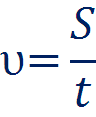 υ = S/t